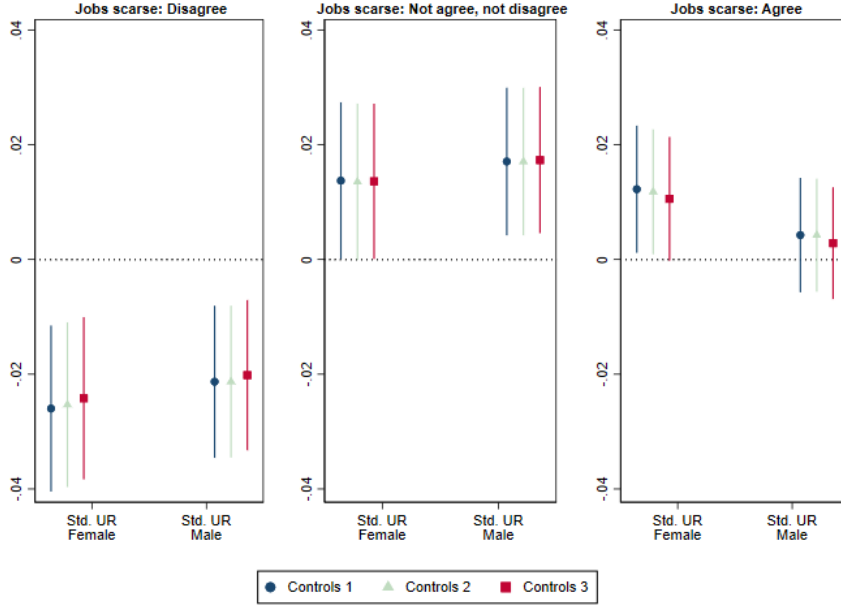 Jobs scarse: Disagree
Jobs scarse: Not agree, not disagree
Jobs scarse: Agree
.04
.02
0
-.02
-.04
.04
.02
0
-.02
-.04
.04
.02
0
-.02
-.04
Std. UR
Female
Std. UR
Male
Std. UR
Female
Std. UR
Male
Std. UR
Female
Std. UR
Male
Controls 1
Controls 2
Controls 3